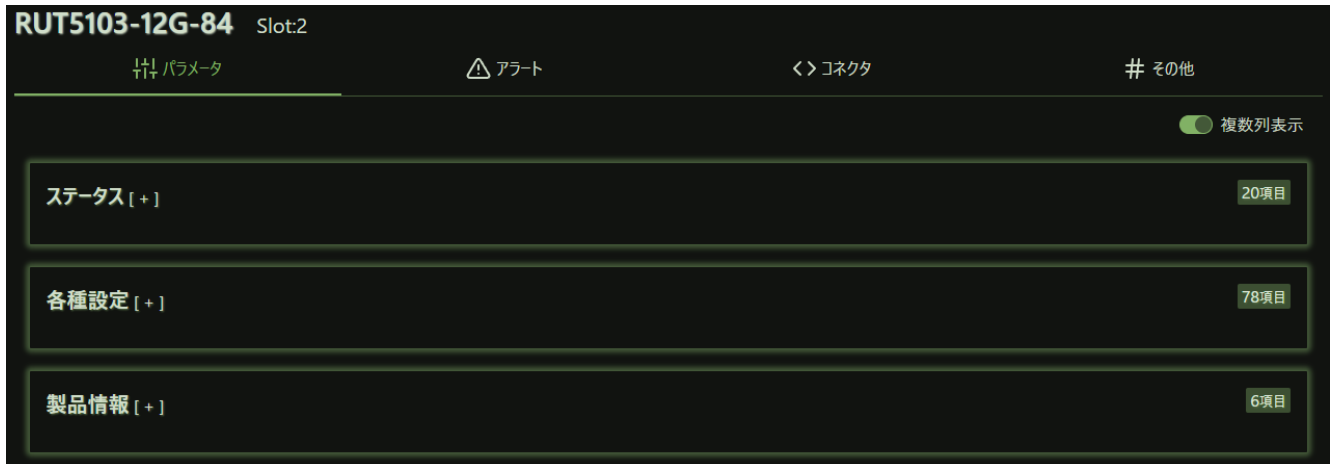 RUT5103-12G-84 Slot:2
パラメータ アラート <> コネクタ # その他
複数列表示
ステータス [ + ] 20項目
各種設定 [ + ] 78項目
製品情報 [ + ] 6項目